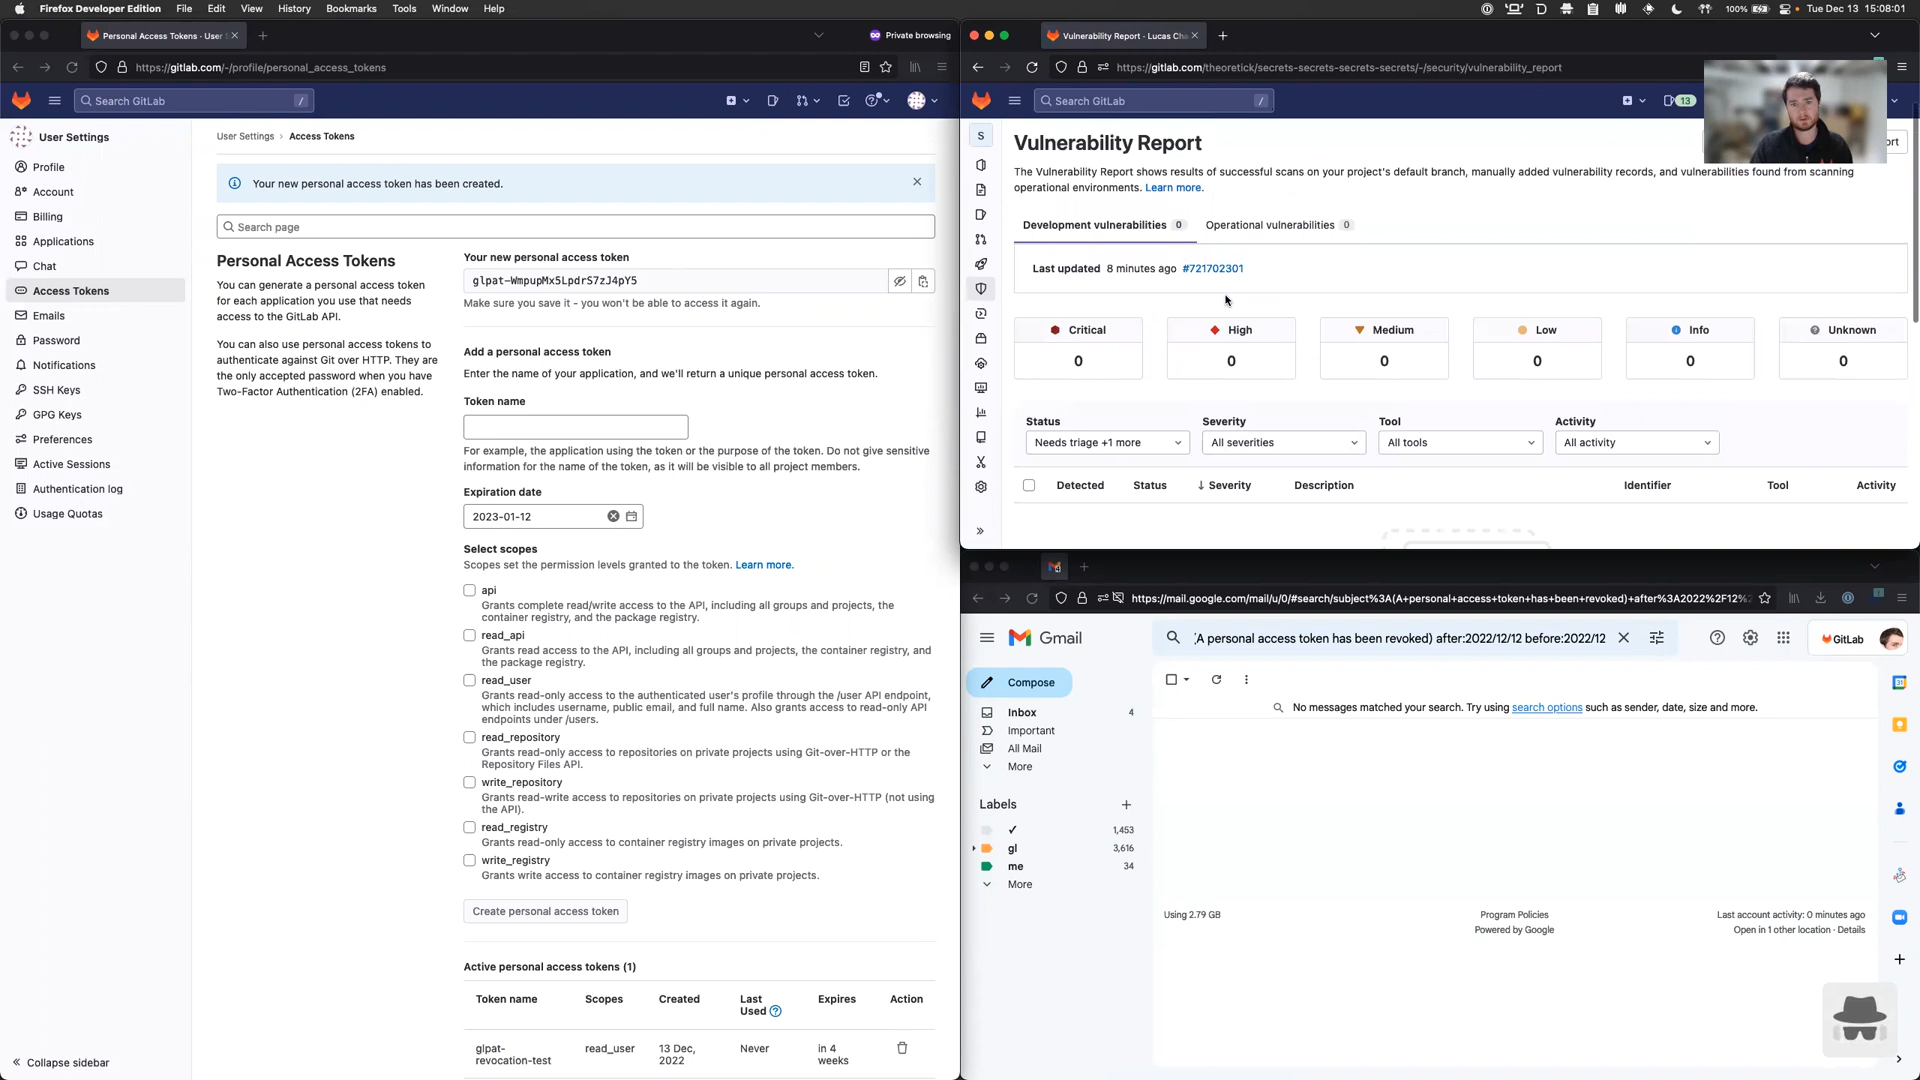 Firefox Developer Edition File Edit View History Bookmarks Tools Window Help
100% Tue Dec 13 15:08:01
Personal Access Tokens · User
Private browsing
https://gitlab.com/-/profile/personal_access_tokens
Search GitLab /
User Settings
Profile
Account
Billing
Applications
Chat
Access Tokens
Emails
Password
Notifications
SSH Keys
GPG Keys
Preferences
Active Sessions
Authentication log
Usage Quotas
Collapse sidebar
User Settings › Access Tokens
Your new personal access token has been created.
Search page
Personal Access Tokens
You can generate a personal access token
for each application you use that needs
access to the GitLab API.
You can also use personal access tokens to
authenticate against Git over HTTP. They are
the only accepted password when you have
Two-Factor Authentication (2FA) enabled.
Your new personal access token
glpat-WmpupMx5LpdrS7zJ4pY5
Make sure you save it - you won't be able to access it again.
Add a personal access token
Enter the name of your application, and we'll return a unique personal access token.
Token name
For example, the application using the token or the purpose of the token. Do not give sensitive
information for the name of the token, as it will be visible to all project members.
Expiration date
2023-01-12
Select scopes
Scopes set the permission levels granted to the token. Learn more.
api
Grants complete read/write access to the API, including all groups and projects, the
container registry, and the package registry.
read_api
Grants read access to the API, including all groups and projects, the container registry, and
the package registry.
read_user
Grants read-only access to the authenticated user's profile through the /user API endpoint,
which includes username, public email, and full name. Also grants access to read-only API
endpoints under /users.
read_repository
Grants read-only access to repositories on private projects using Git-over-HTTP or the
Repository Files API.
write_repository
Grants read-write access to repositories on private projects using Git-over-HTTP (not using
the API).
read_registry
Grants read-only access to container registry images on private projects.
write_registry
Grants write access to container registry images on private projects.
Create personal access token
Active personal access tokens (1)
Token name Scopes Created Last Used Expires Action
glpat-revocation-test read_user 13 Dec, 2022 Never in 4 weeks
Vulnerability Report · Lucas Cha
https://gitlab.com/theoretick/secrets-secrets-secrets-secrets/-/security/vulnerability_report
Search GitLab /
13
S
Vulnerability Report
ort
The Vulnerability Report shows results of successful scans on your project's default branch, manually added vulnerability records, and vulnerabilities found from scanning
operational environments. Learn more.
Development vulnerabilities 0 Operational vulnerabilities 0
Last updated 8 minutes ago #721702301
Critical High Medium Low Info Unknown
0 0 0 0 0 0
Status Severity Tool Activity
Needs triage +1 more All severities All tools All activity
Detected Status Severity Description Identifier Tool Activity
https://mail.google.com/mail/u/0/#search/subject%3A(A+personal+access+token+has+been+revoked)+after%3A2022%2F12%2
Gmail
(A personal access token has been revoked) after:2022/12/12 before:2022/12
GitLab
Compose
Inbox 4
Important
All Mail
More
Labels
✓ 1,453
gl 3,616
me 34
More
No messages matched your search. Try using search options such as sender, date, size and more.
Using 2.79 GB
Program Policies
Powered by Google
Last account activity: 0 minutes ago
Open in 1 other location · Details